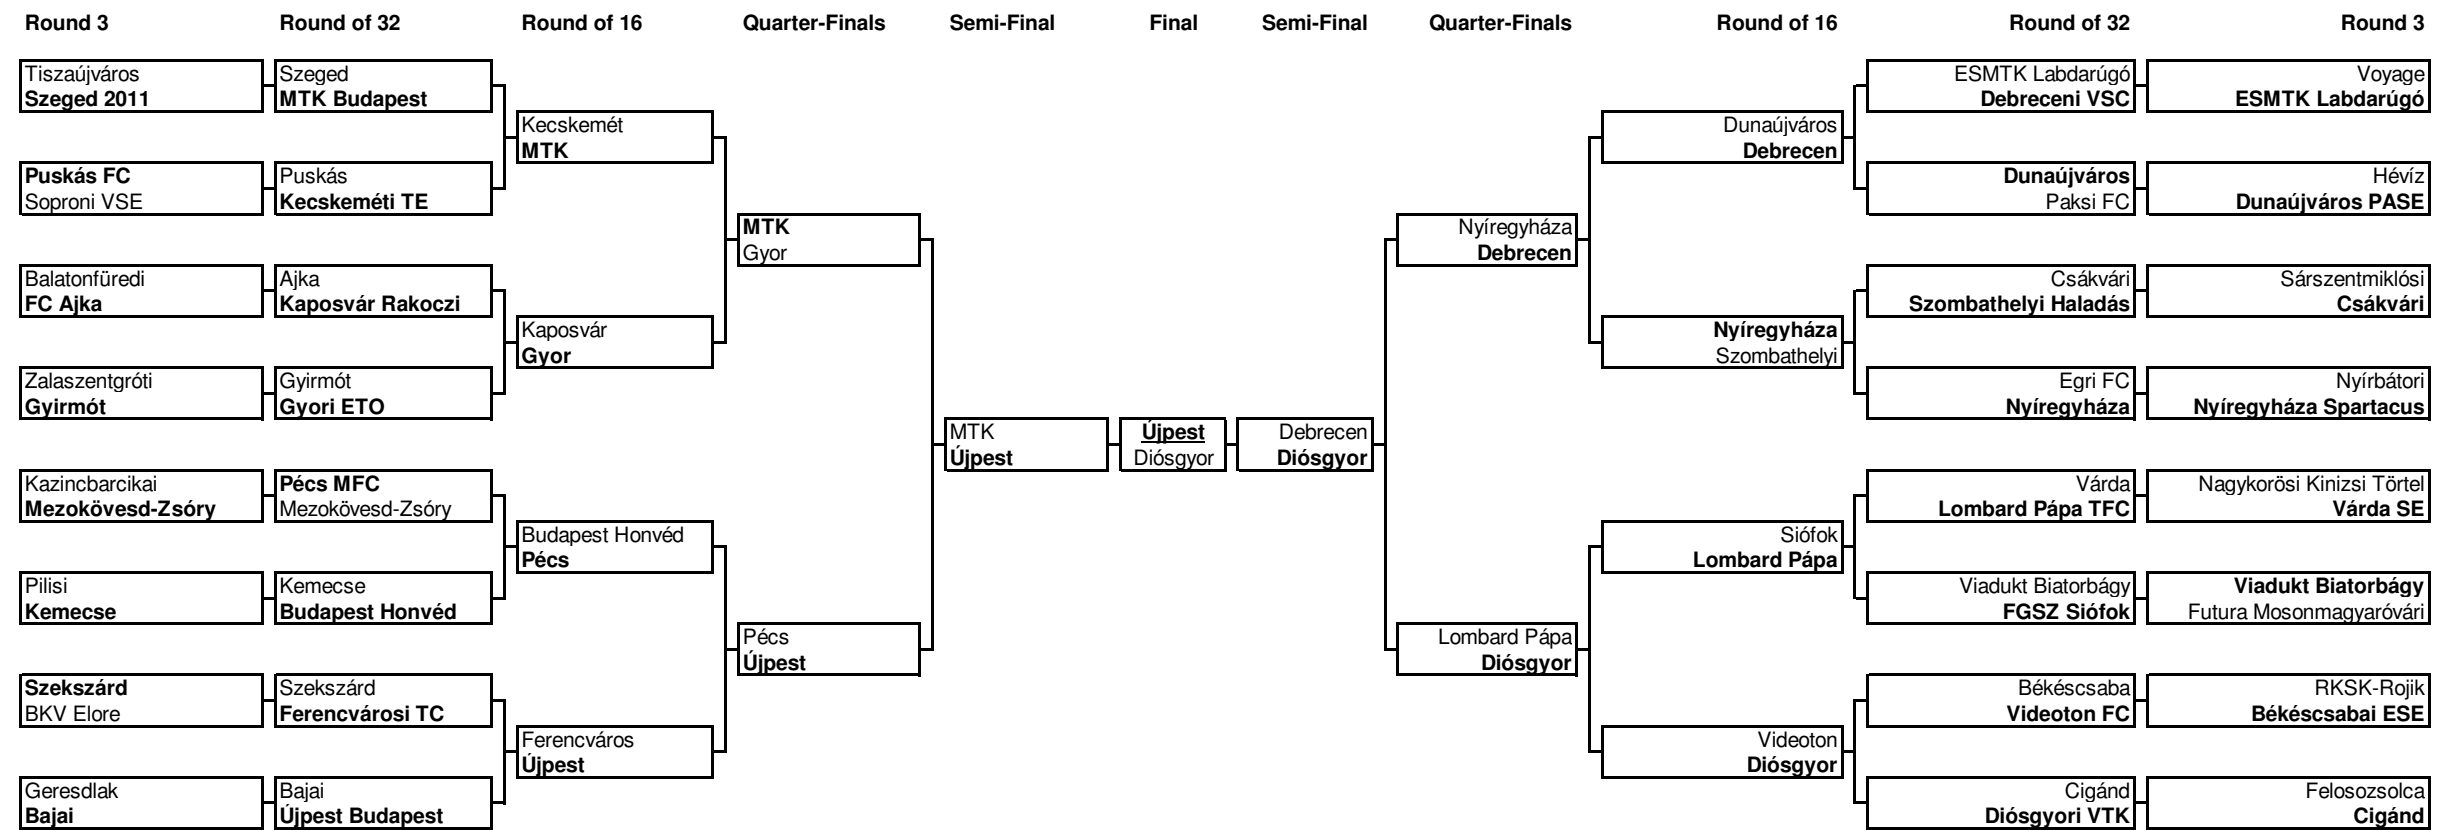 Round 3
Round of 32
Round of 16
Quarter-Finals
Semi-Final
Final
Semi-Final
Quarter-Finals
Round of 16
Round of 32
Round 3
Tiszaújváros
Szeged 2011
Puskás FC
Soproni VSE
Balatonfüredi
FC Ajka
Zalaszentgróti
Gyirmót
Kazincbarcikai
Mezokövesd-Zsóry
Pilisi
Kemecse
Szekszárd
BKV Elore
Geresdlak
Bajai
Szeged
MTK Budapest
Puskás
Kecskeméti TE
Ajka
Kaposvár Rakoczi
Gyirmót
Gyori ETO
Pécs MFC
Mezokövesd-Zsóry
Kemecse
Budapest Honvéd
Szekszárd
Ferencvárosi TC
Bajai
Újpest Budapest
Kecskemét
MTK
Kaposvár
Gyor
Budapest Honvéd
Pécs
Ferencváros
Újpest
MTK
Gyor
Pécs
Újpest
MTK
Újpest
Újpest
Diósgyor
Debrecen
Diósgyor
Nyíregyháza
Debrecen
Lombard Pápa
Diósgyor
Dunaújváros
Debrecen
Nyíregyháza
Szombathelyi
Siófok
Lombard Pápa
Videoton
Diósgyor
ESMTK Labdarúgó
Debreceni VSC
Dunaújváros
Paksi FC
Csákvári
Szombathelyi Haladás
Egri FC
Nyíregyháza
Várda
Lombard Pápa TFC
Viadukt Biatorbágy
FGSZ Siófok
Békéscsaba
Videoton FC
Cigánd
Diósgyori VTK
Voyage
ESMTK Labdarúgó
Hévíz
Dunaújváros PASE
Sárszentmiklósi
Csákvári
Nyírbátori
Nyíregyháza Spartacus
Nagykorösi Kinizsi Törtel
Várda SE
Viadukt Biatorbágy
Futura Mosonmagyaróvári
RKSK-Rojik
Békéscsabai ESE
Felosozsolca
Cigánd